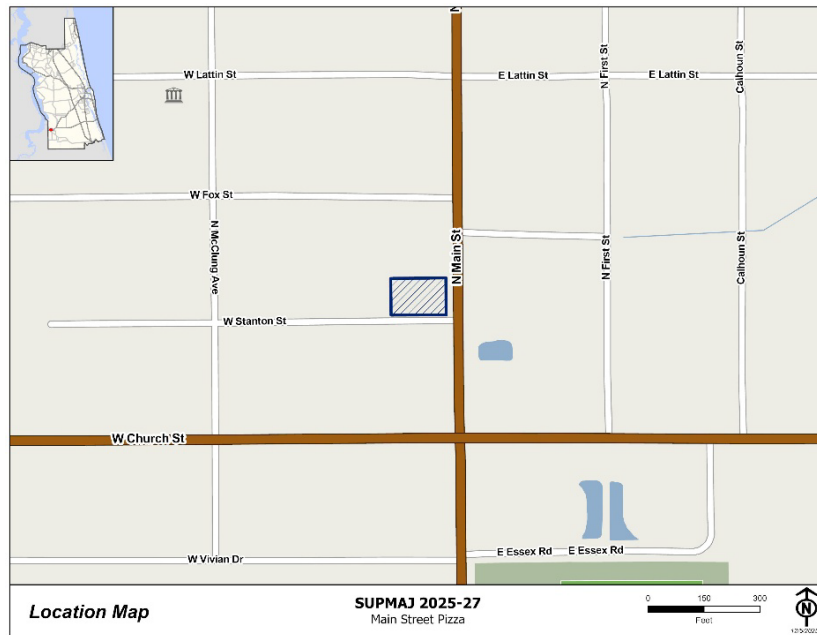 N
W Lattin St
E Lattin St
N First St
E Lattin St
Calhoun St
W Fox St
N McClung Ave
N Main St
N First St
Calhoun St
W Stanton St
W Church St
W Vivian Dr
E Essex Rd
E Essex Rd
Location Map
SUPMAJ 2025-27
Main Street Pizza
0 150 300
Feet
N